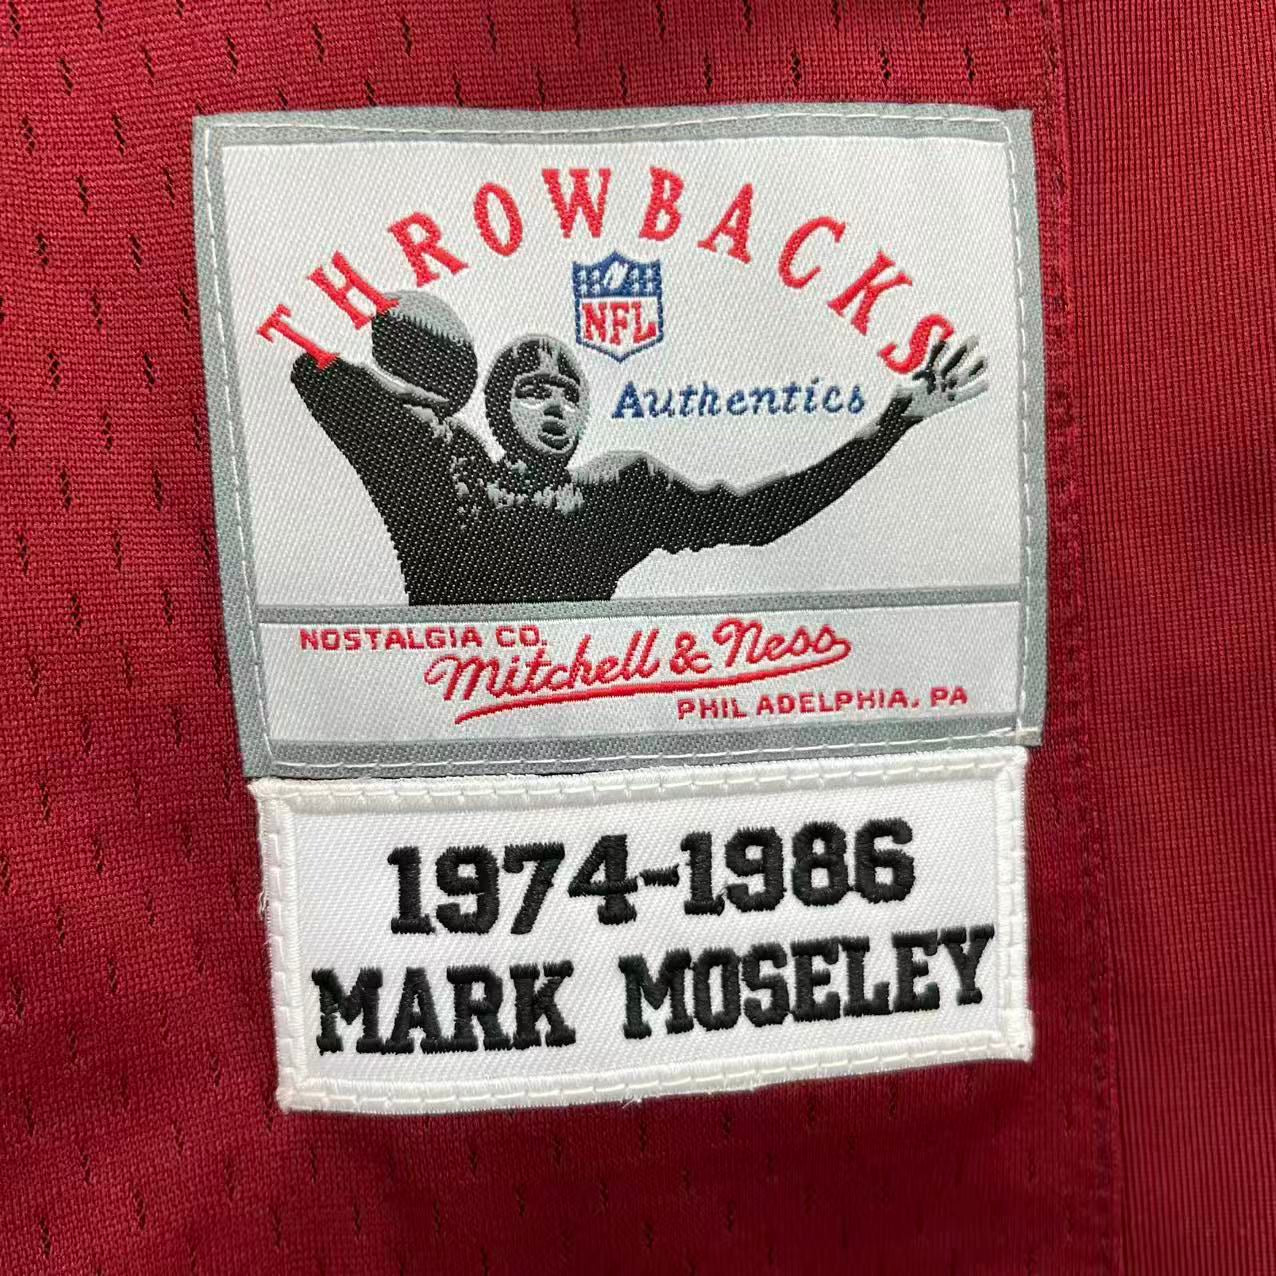 THROWBACKS
NFL
Authentics
NOSTALGIA CO.
Mitchell & Ness
PHILADELPHIA, PA
1974-1986
MARK MOSELEY